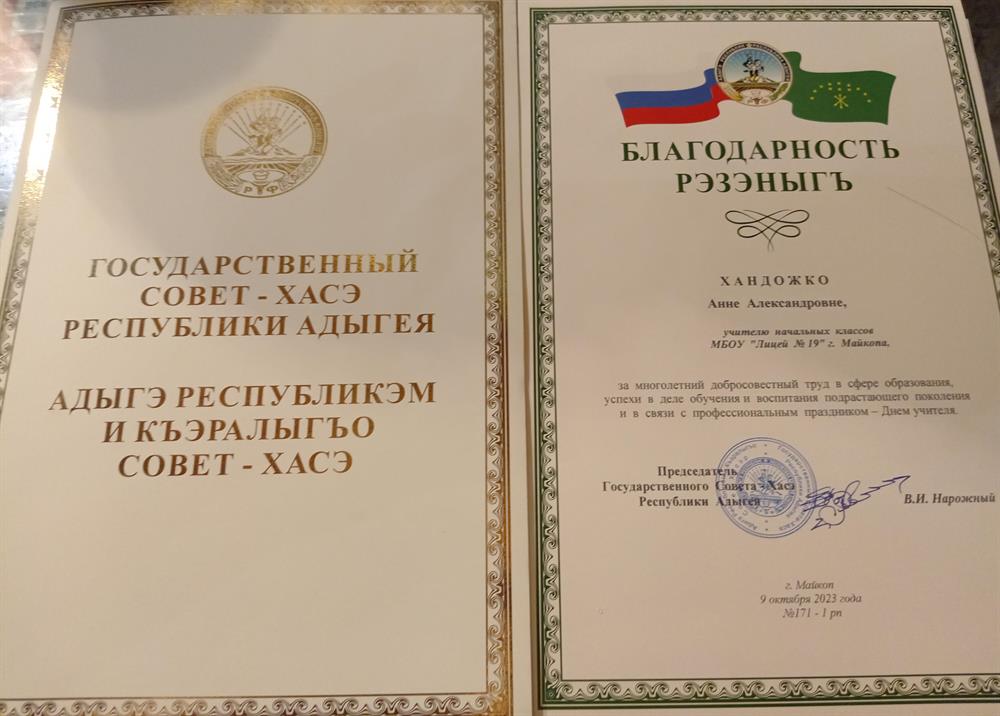 Р Ф
ГОСУДАРСТВЕННЫЙ
СОВЕТ - ХАСЭ
РЕСПУБЛИКИ АДЫГЕЯ
АДЫГЭ РЕСПУБЛИКЭМ
И КЪЭРАЛЫГЪО
СОВЕТ - ХАСЭ
Р Ф
БЛАГОДАРНОСТЬ
РЭЗЭНЫГЪ
ХАНДОЖКО
Анне Александровне,
учителю начальных классов
МБОУ "Лицей № 19" г. Майкопа,
за многолетний добросовестный труд в сфере образования,
успехи в деле обучения и воспитания подрастающего поколения
и в связи с профессиональным праздником – Днем учителя.
Председатель
Государственного Совета - Хасэ
Республики Адыгея
В.И. Нарожный
г. Майкоп
9 октября 2023 года
№171 - 1 рп